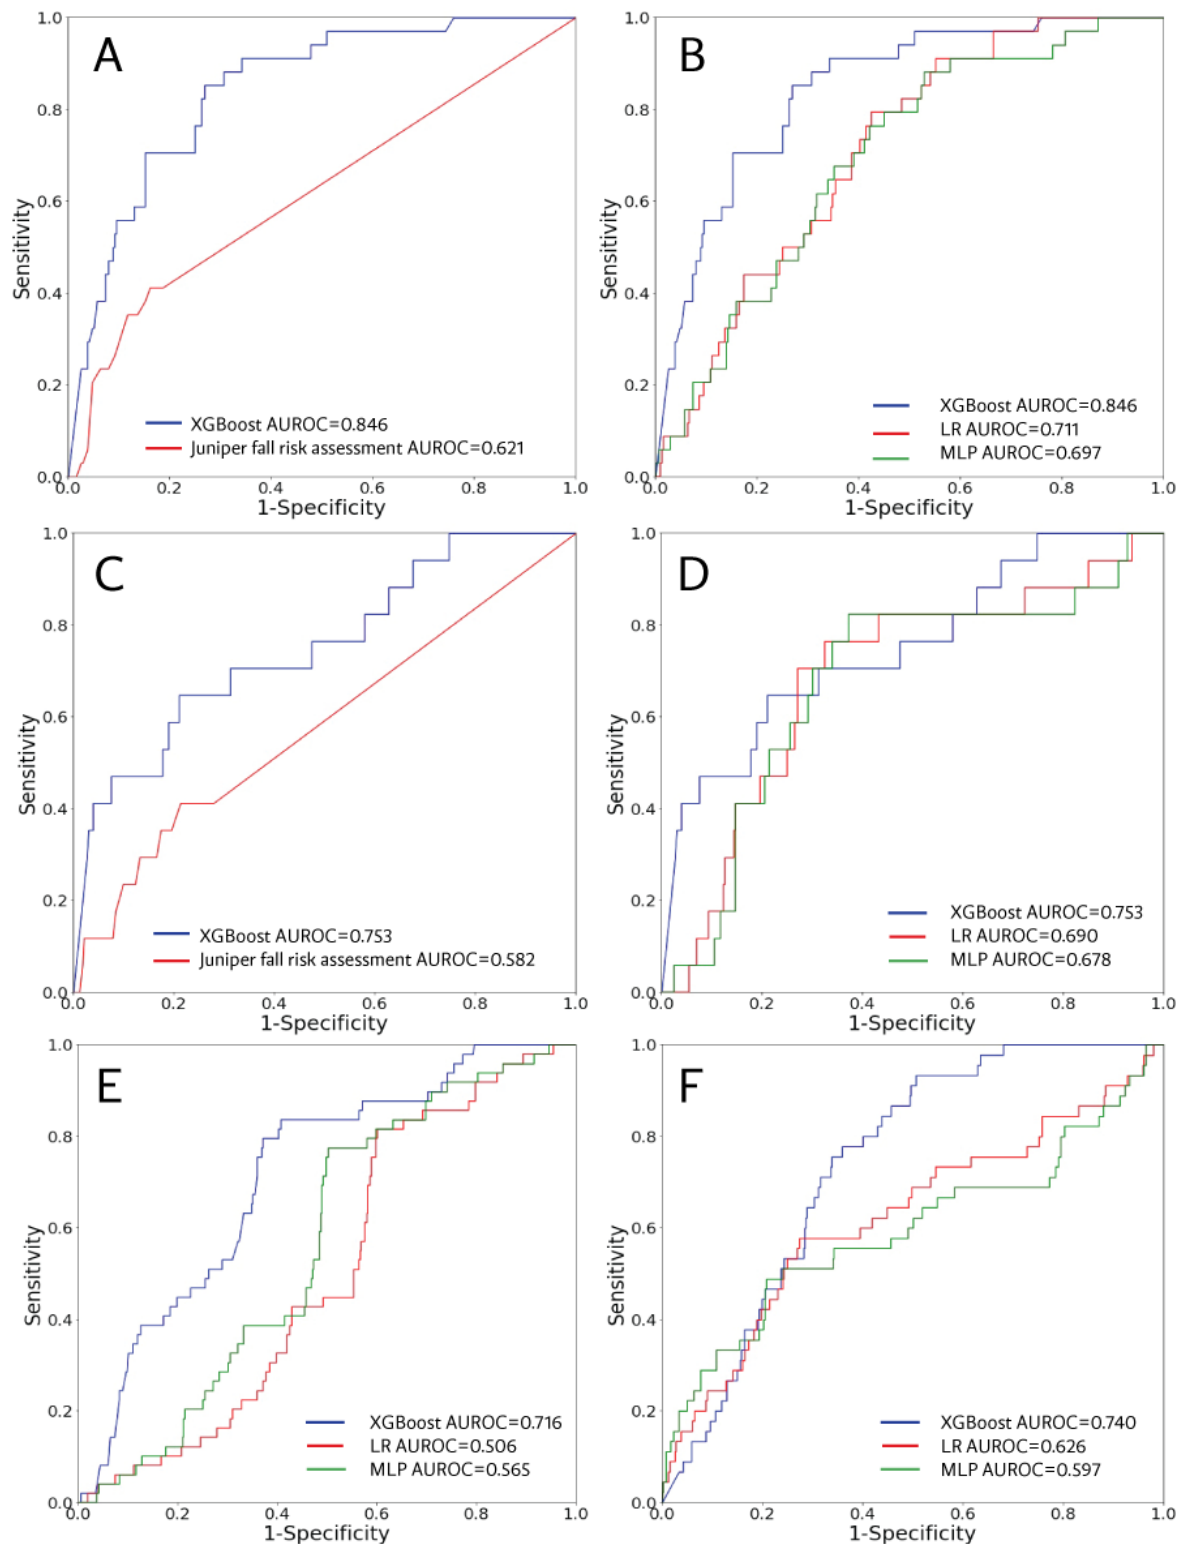 A
1.0
0.8
0.6
0.4
0.2
0.0
Sensitivity
XGBoost AUROC=0.846
Juniper fall risk assessment AUROC=0.621
0.0 0.2 0.4 0.6 0.8 1.0
1-Specificity
B
1.0
0.8
0.6
0.4
0.2
0.0
Sensitivity
XGBoost AUROC=0.846
LR AUROC=0.711
MLP AUROC=0.697
0.0 0.2 0.4 0.6 0.8 1.0
1-Specificity
C
1.0
0.8
0.6
0.4
0.2
0.0
Sensitivity
XGBoost AUROC=0.753
Juniper fall risk assessment AUROC=0.582
0.0 0.2 0.4 0.6 0.8 1.0
1-Specificity
D
1.0
0.8
0.6
0.4
0.2
0.0
Sensitivity
XGBoost AUROC=0.753
LR AUROC=0.690
MLP AUROC=0.678
0.0 0.2 0.4 0.6 0.8 1.0
1-Specificity
E
1.0
0.8
0.6
0.4
0.2
0.0
Sensitivity
XGBoost AUROC=0.716
LR AUROC=0.506
MLP AUROC=0.565
0.0 0.2 0.4 0.6 0.8 1.0
1-Specificity
F
1.0
0.8
0.6
0.4
0.2
0.0
Sensitivity
XGBoost AUROC=0.740
LR AUROC=0.626
MLP AUROC=0.597
0.0 0.2 0.4 0.6 0.8 1.0
1-Specificity